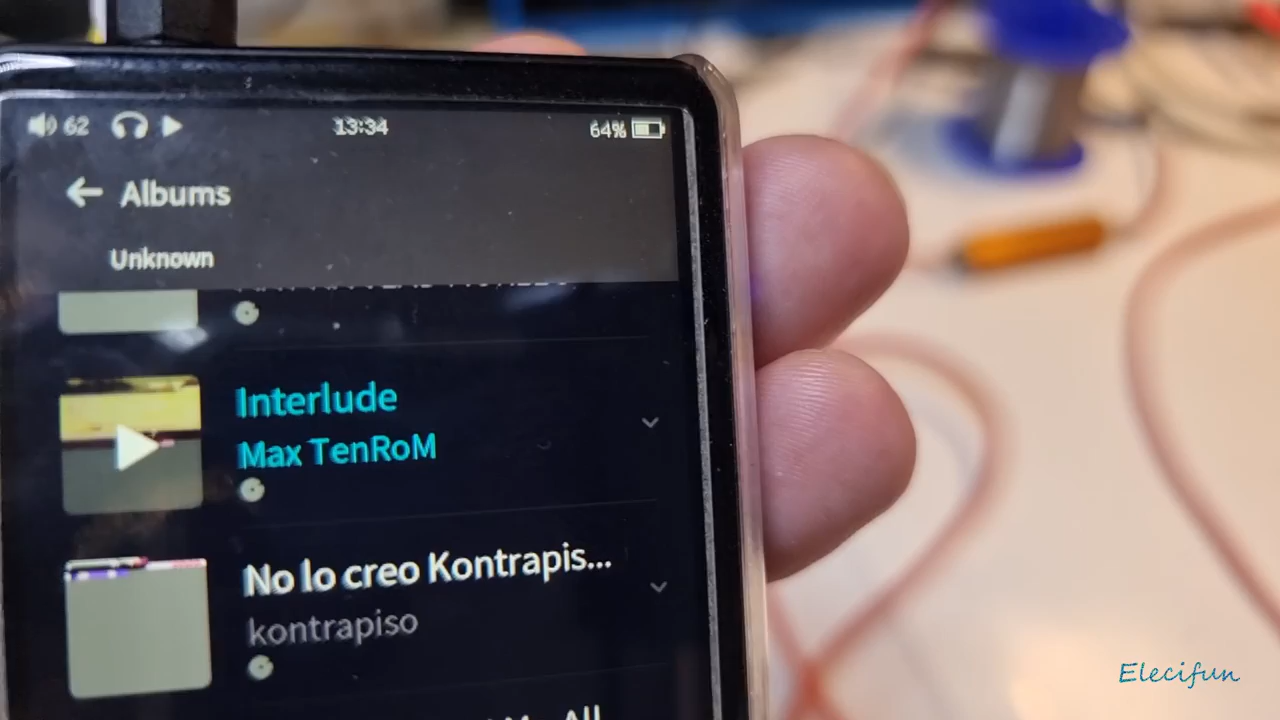 62 13:34 64%
Albums
Unknown
Interlude
Max TenRoM
No lo creo Kontrapis...
kontrapiso
Elecifun